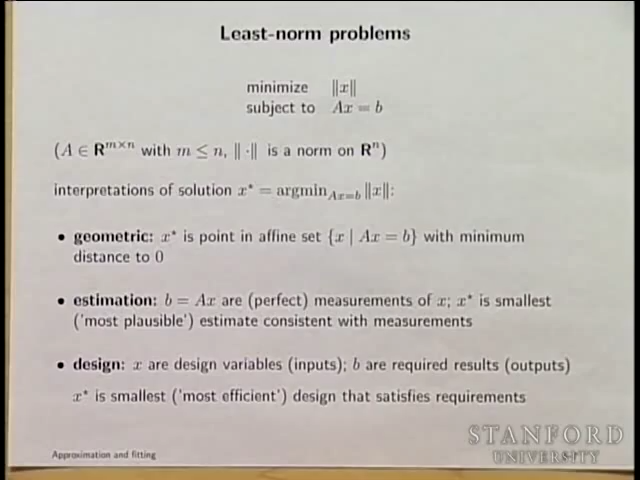 Least-norm problems
minimize ‖x‖
subject to Ax = b
(A ∈ R^{m×n} with m ≤ n, ‖ · ‖ is a norm on R^n)
interpretations of solution x⋆ = argmin_{Ax=b} ‖x‖:
• geometric: x⋆ is point in affine set {x | Ax = b} with minimum
distance to 0
• estimation: b = Ax are (perfect) measurements of x; x⋆ is smallest
('most plausible') estimate consistent with measurements
• design: x are design variables (inputs); b are required results (outputs)
x⋆ is smallest ('most efficient') design that satisfies requirements
Approximation and fitting
STANFORD
UNIVERSITY